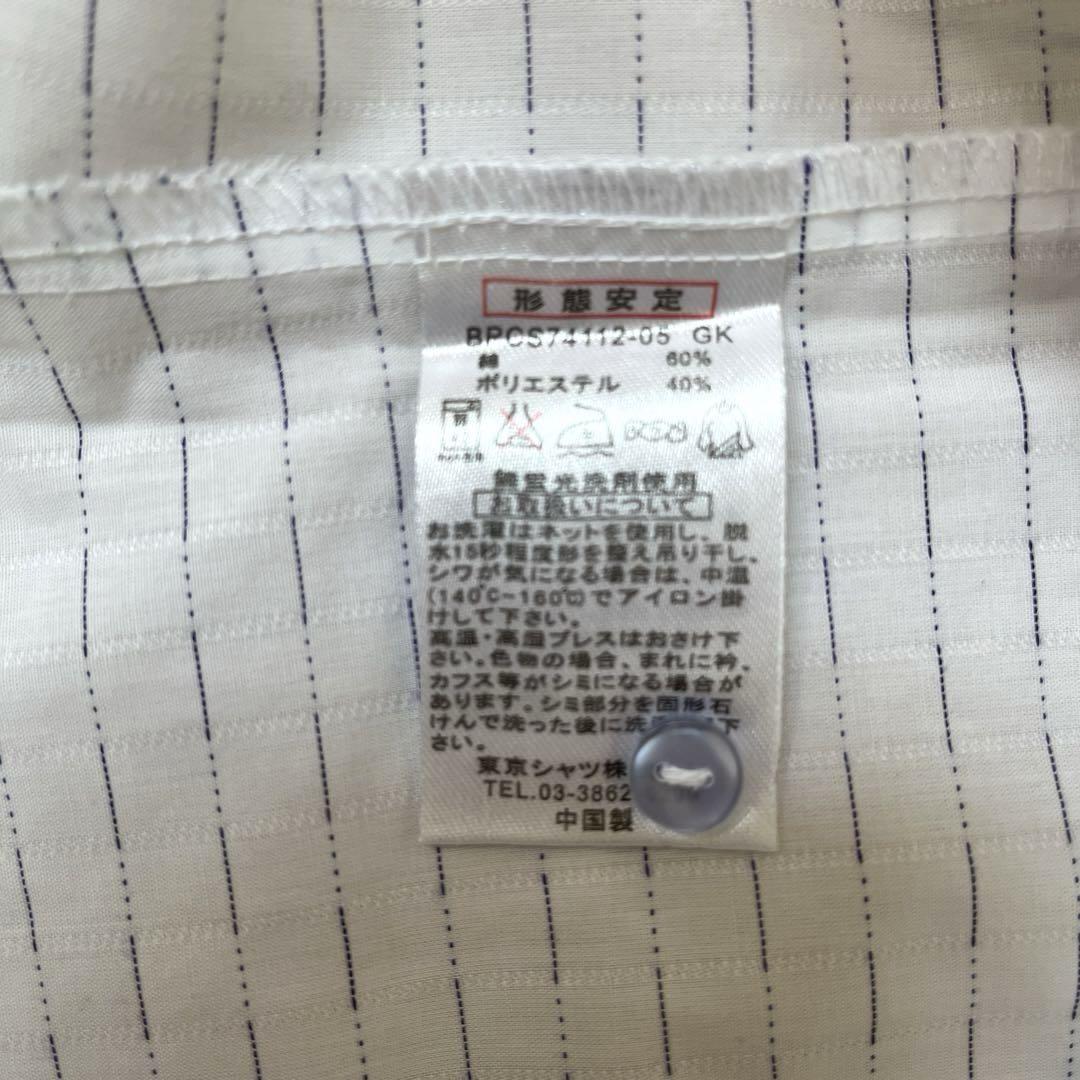 形態安定
BPCS74112-05 GK
綿 60%
ポリエステル 40%
無蛍光洗剤使用
お取扱いについて
お洗濯はネットを使用し、脱
水15秒程度形を整え吊り干し、
シワが気になる場合は、中温
(140℃-160℃)でアイロン掛
けして下さい。
高温・高湿プレスはおさけ下
さい。色物の場合、まれに衿、
カフス等がシミになる場合が
あります。シミ部分を固形石
けんで洗った後に洗 下
さい。
東京シャツ株
TEL.03-3862
中国製